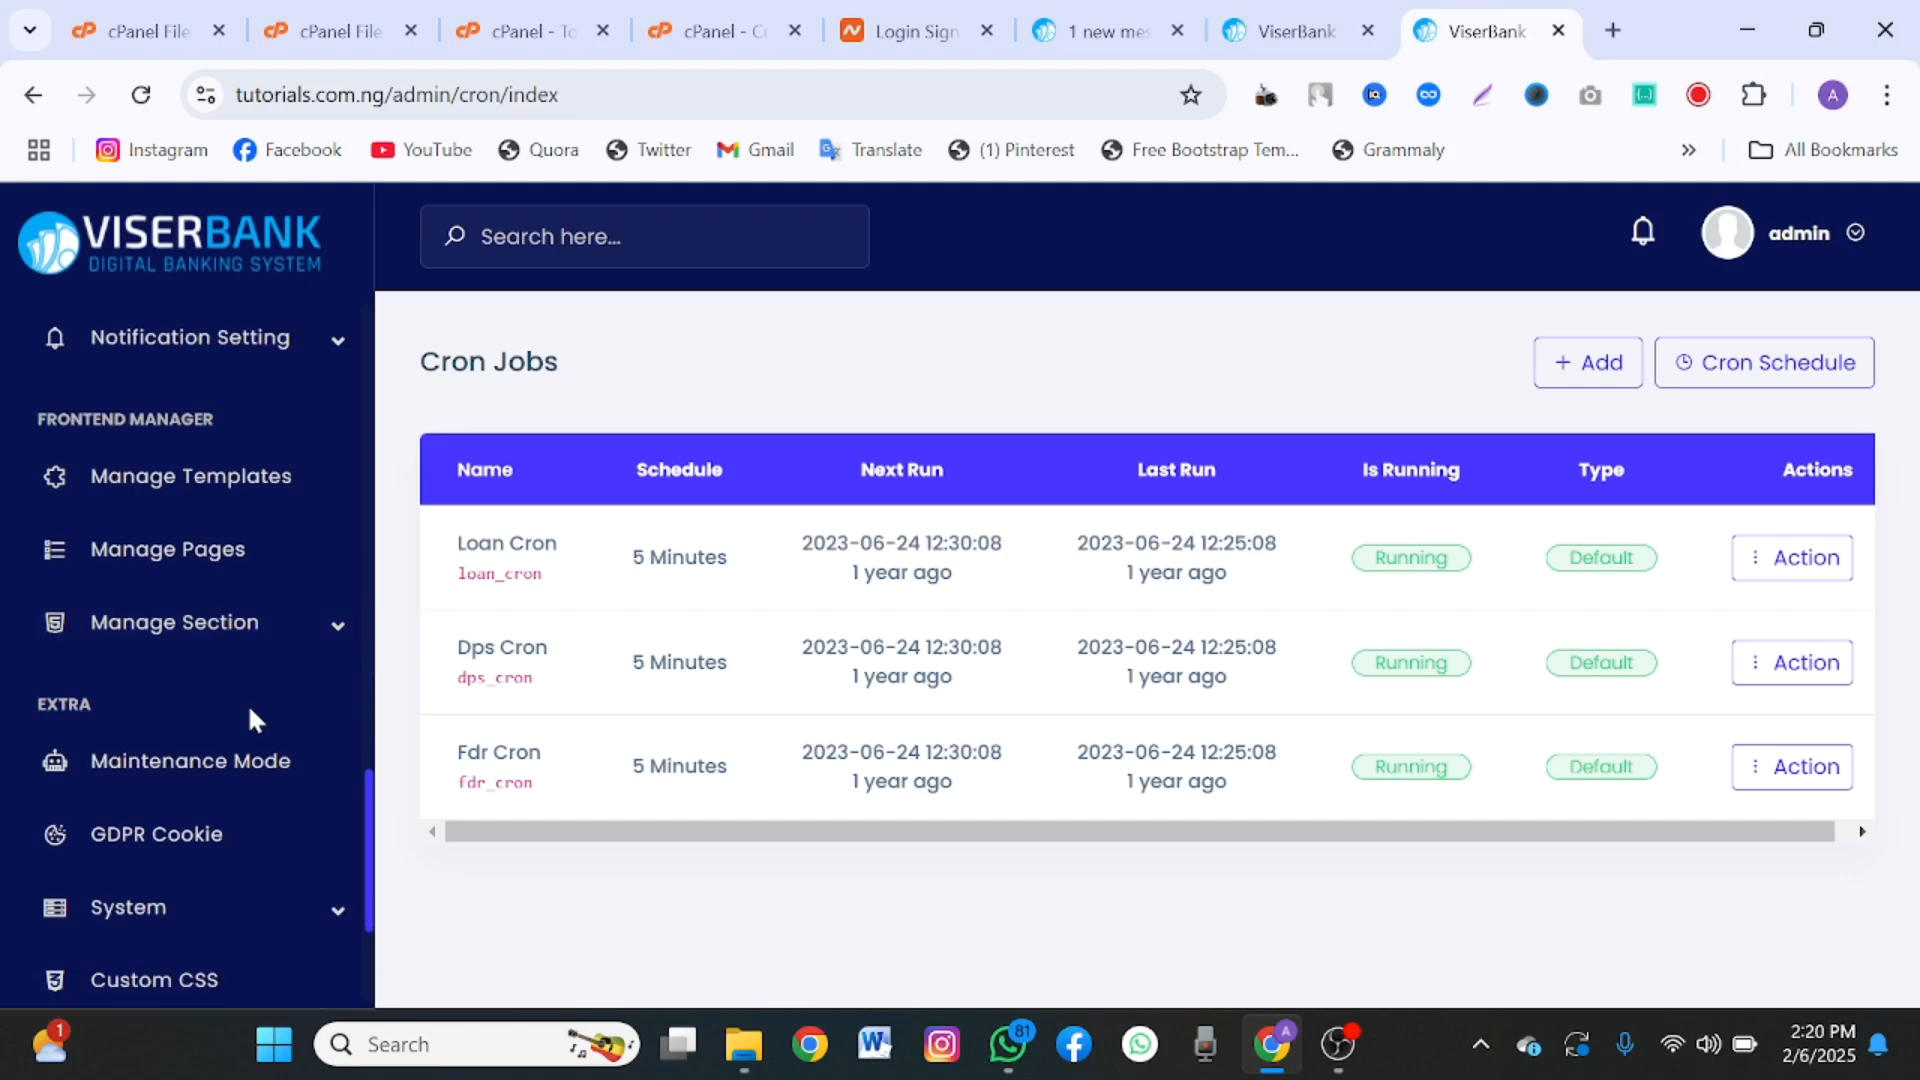 cPanel File
cPanel File
cPanel - To
cPanel - C
Login Sign
1 new mes
ViserBank
ViserBank
tutorials.com.ng/admin/cron/index
A
Instagram
Facebook
YouTube
Quora
Twitter
Gmail
Translate
(1) Pinterest
Free Bootstrap Tem...
Grammaly
All Bookmarks
VISERBANK
DIGITAL BANKING SYSTEM
Search here...
admin
Notification Setting
FRONTEND MANAGER
Manage Templates
Manage Pages
Manage Section
EXTRA
Maintenance Mode
GDPR Cookie
System
Custom CSS
Cron Jobs
+ Add
Cron Schedule
Name Schedule Next Run Last Run Is Running Type Actions
Loan Cron
loan_cron
5 Minutes
2023-06-24 12:30:08
1 year ago
2023-06-24 12:25:08
1 year ago
Running
Default
Action
Dps Cron
dps_cron
5 Minutes
2023-06-24 12:30:08
1 year ago
2023-06-24 12:25:08
1 year ago
Running
Default
Action
Fdr Cron
fdr_cron
5 Minutes
2023-06-24 12:30:08
1 year ago
2023-06-24 12:25:08
1 year ago
Running
Default
Action
1
Search
81
A
2:20 PM
2/6/2025